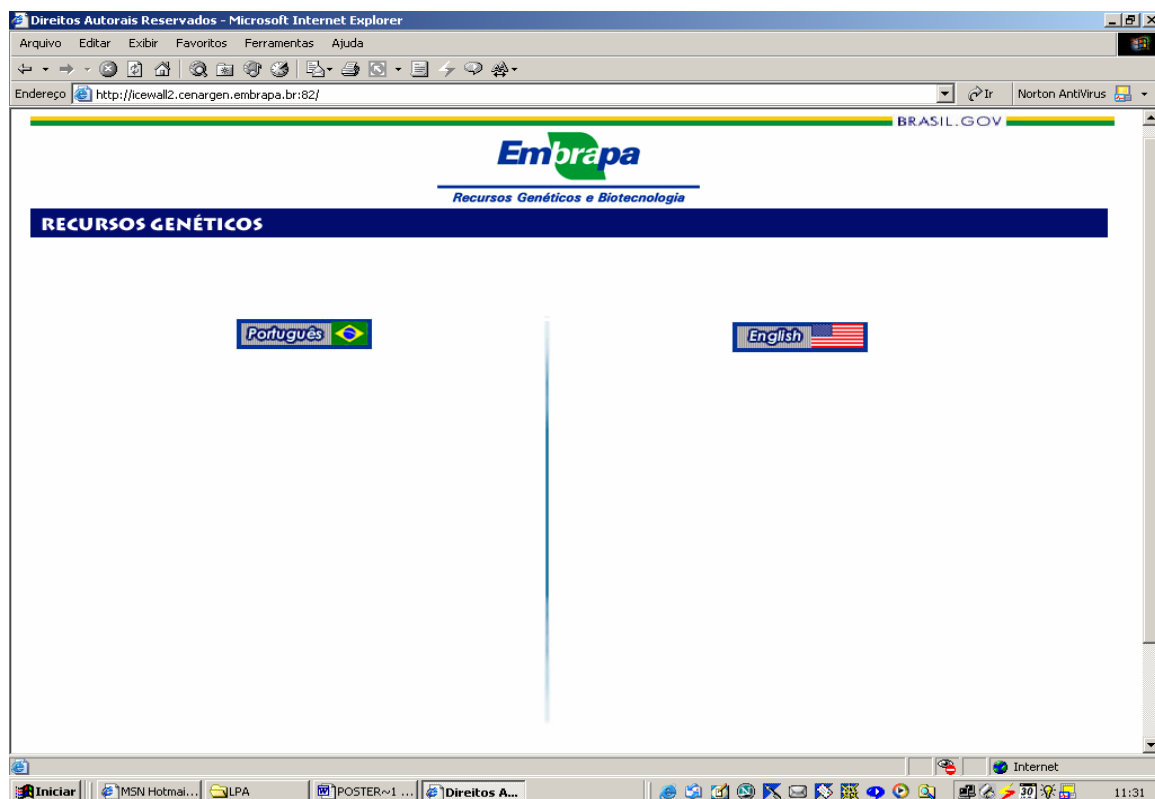 Direitos Autorais Reservados - Microsoft Internet Explorer
Arquivo Editar Exibir Favoritos Ferramentas Ajuda
Endereço http://icewall2.cenargen.embrapa.br:82/ Ir Norton AntiVirus
BRASIL.GOV
Embrapa
Recursos Genéticos e Biotecnologia
RECURSOS GENÉTICOS
Português English
Internet
Iniciar MSN Hotmai... LPA POSTER~1 ... Direitos A... 30 11:31